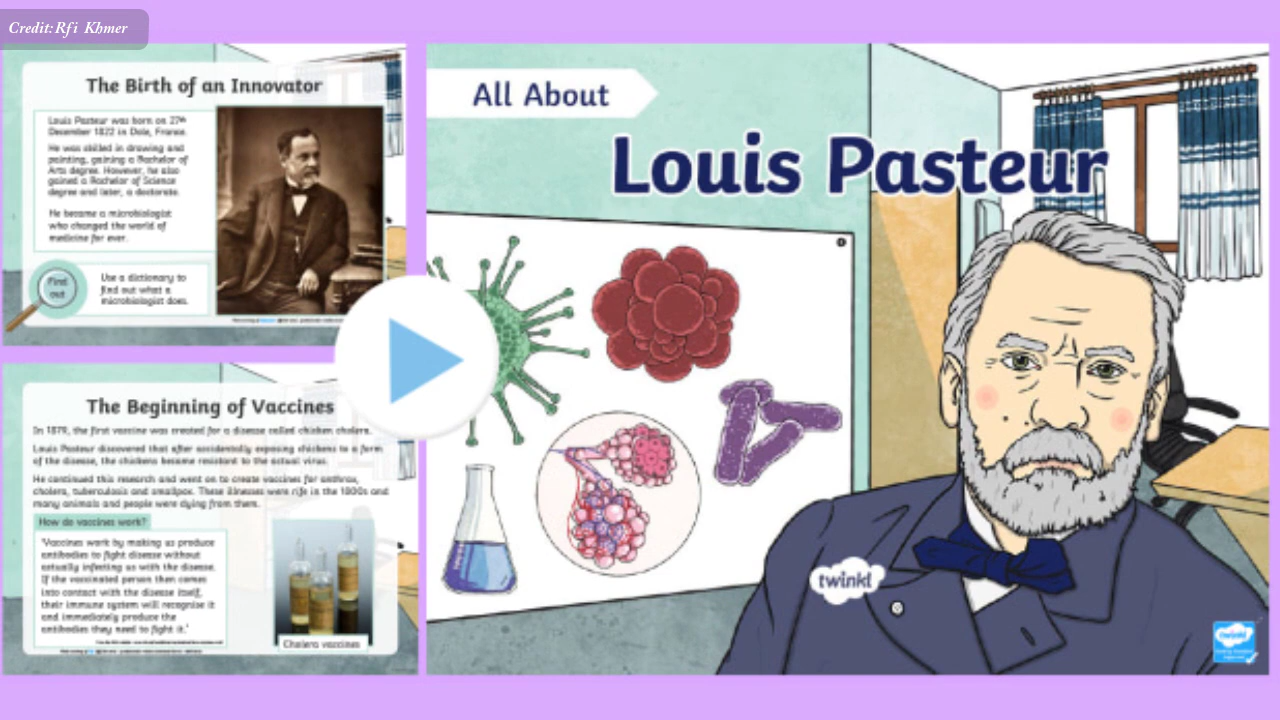 Credit:Rfi Khmer
The Birth of an Innovator
Louis Pasteur was born on 27th
December 1822 in Dole, France.
He was skilled in drawing and
painting, gaining a Bachelor of
Arts degree. However, he also
gained a Bachelor of Science
degree and later, a doctorate.
He became a microbiologist
who changed the world of
medicine for ever.
Find
out
Use a dictionary to
find out what a
microbiologist does.
The Beginning of Vaccines
In 1879, the first vaccine was created for a disease called chicken cholera.
Louis Pasteur discovered that after accidentally exposing chickens to a form
of the disease, the chickens became resistant to the actual virus.
He continued this research and went on to create vaccines for anthrax,
cholera, tuberculosis and smallpox. These illnesses were rife in the 1800s and
many animals and people were dying from them.
How do vaccines work?
'Vaccines work by making us produce
antibodies to fight disease without
actually infecting us with the disease.
If the vaccinated person then comes
into contact with the disease itself,
their immune system will recognise it
and immediately produce the
antibodies they need to fight it.'
Cholera vaccines
All About
Louis Pasteur
twinkl
twinkl